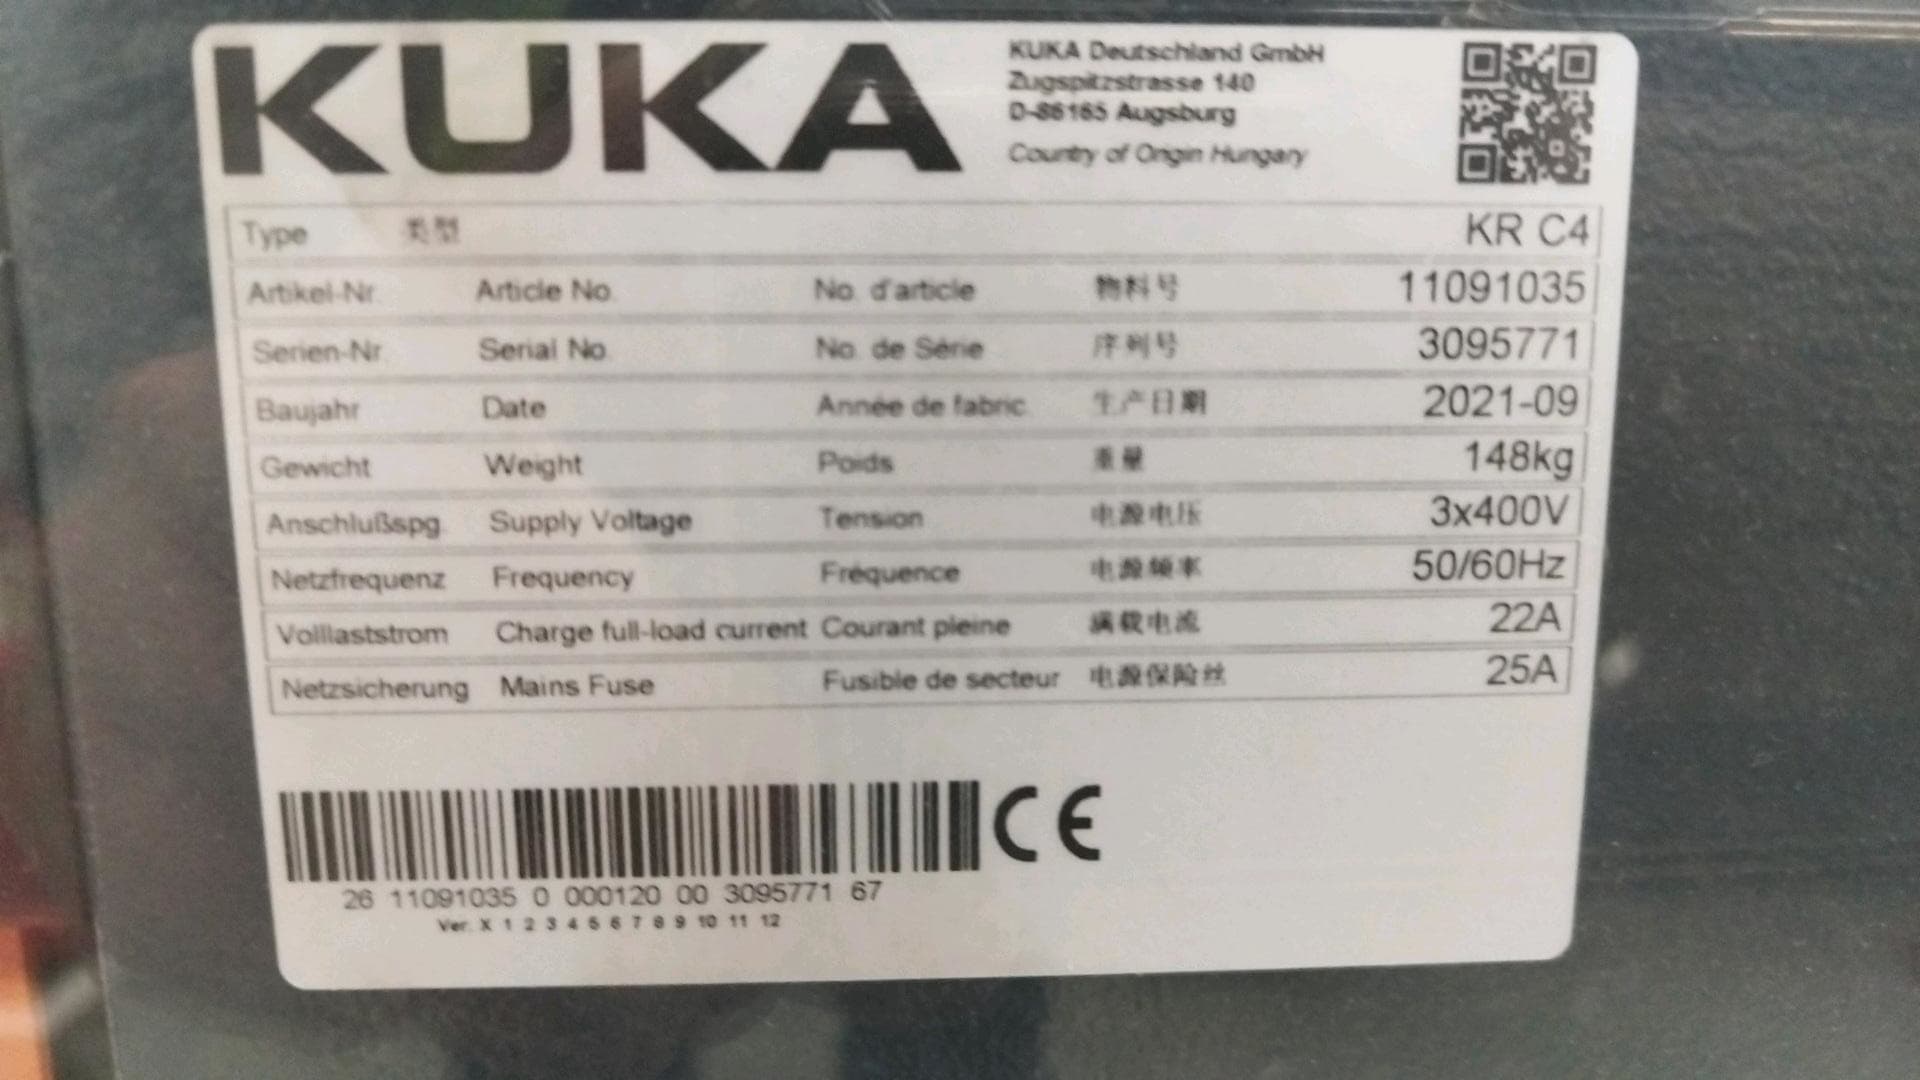 KUKA
KUKA Deutschland GmbH
Zugspitzstrasse 140
D-86165 Augsburg
Country of Origin Hungary
Type 类型 KR C4
Artikel-Nr. Article No. No. d'article 物料号 11091035
Serien-Nr. Serial No. No. de Série 序列号 3095771
Baujahr Date Année de fabric. 生产日期 2021-09
Gewicht Weight Poids 重量 148kg
Anschlußspg. Supply Voltage Tension 电源电压 3x400V
Netzfrequenz Frequency Fréquence 电源频率 50/60Hz
Volllaststrom Charge full-load current Courant pleine 满载电流 22A
Netzsicherung Mains Fuse Fusible de secteur 电源保险丝 25A
CE
26 11091035 0 000120 00 3095771 67
Ver. X 1 2 3 4 5 6 7 8 9 10 11 12